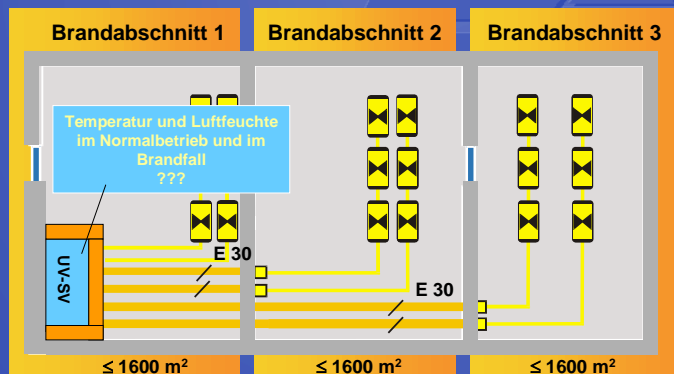 Brandabschnitt 1
Brandabschnitt 2
Brandabschnitt 3
Temperatur und Luftfeuchte
im Normalbetrieb und im
Brandfall
???
UV-SV
E 30
E 30
≤ 1600 m²
≤ 1600 m²
≤ 1600 m²